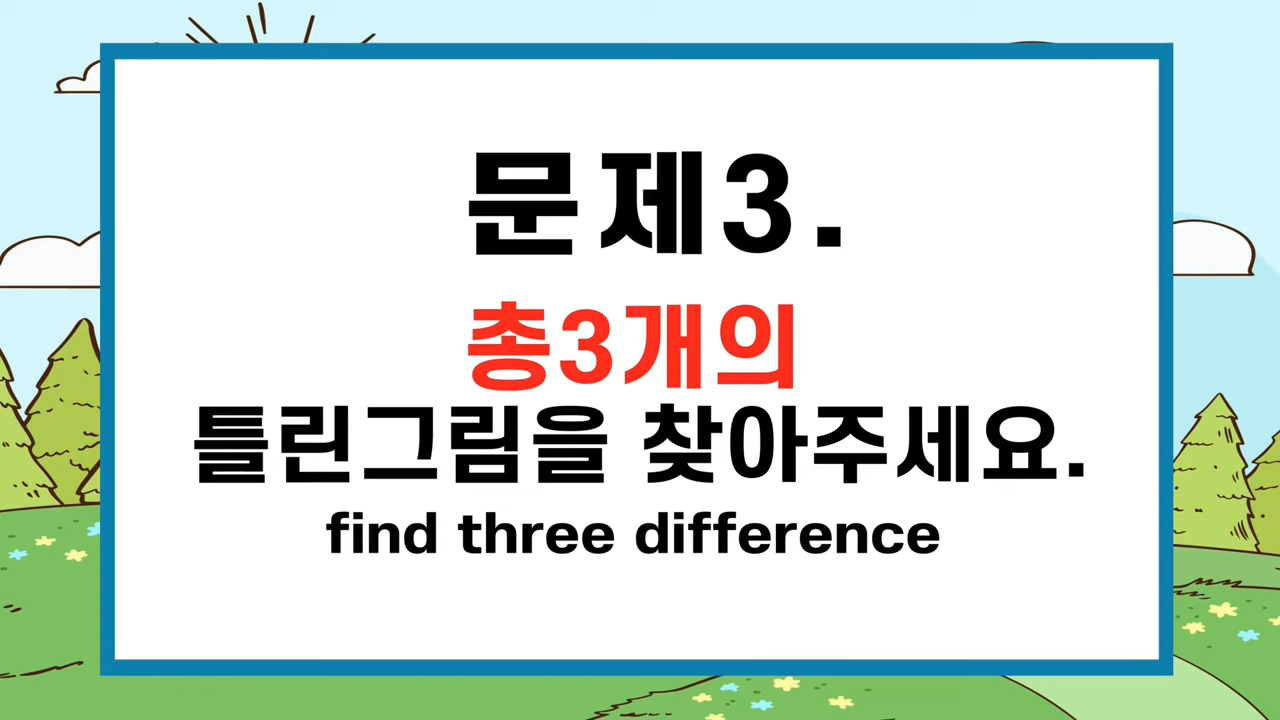 문제3.
총3개의
틀린그림을 찾아주세요.
find three difference